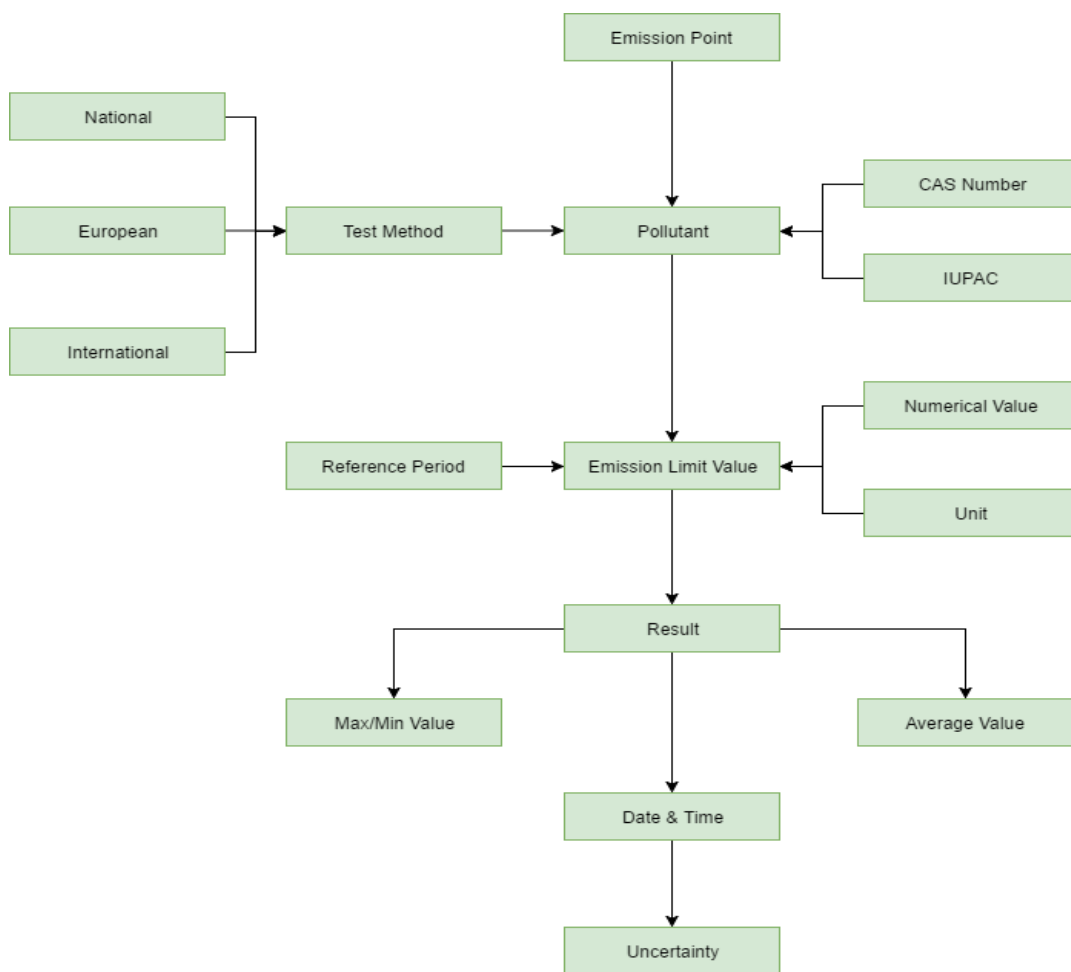 Emission Point
National
CAS Number
European
Test Method
Pollutant
IUPAC
International
Numerical Value
Reference Period
Emission Limit Value
Unit
Result
Max/Min Value
Average Value
Date & Time
Uncertainty